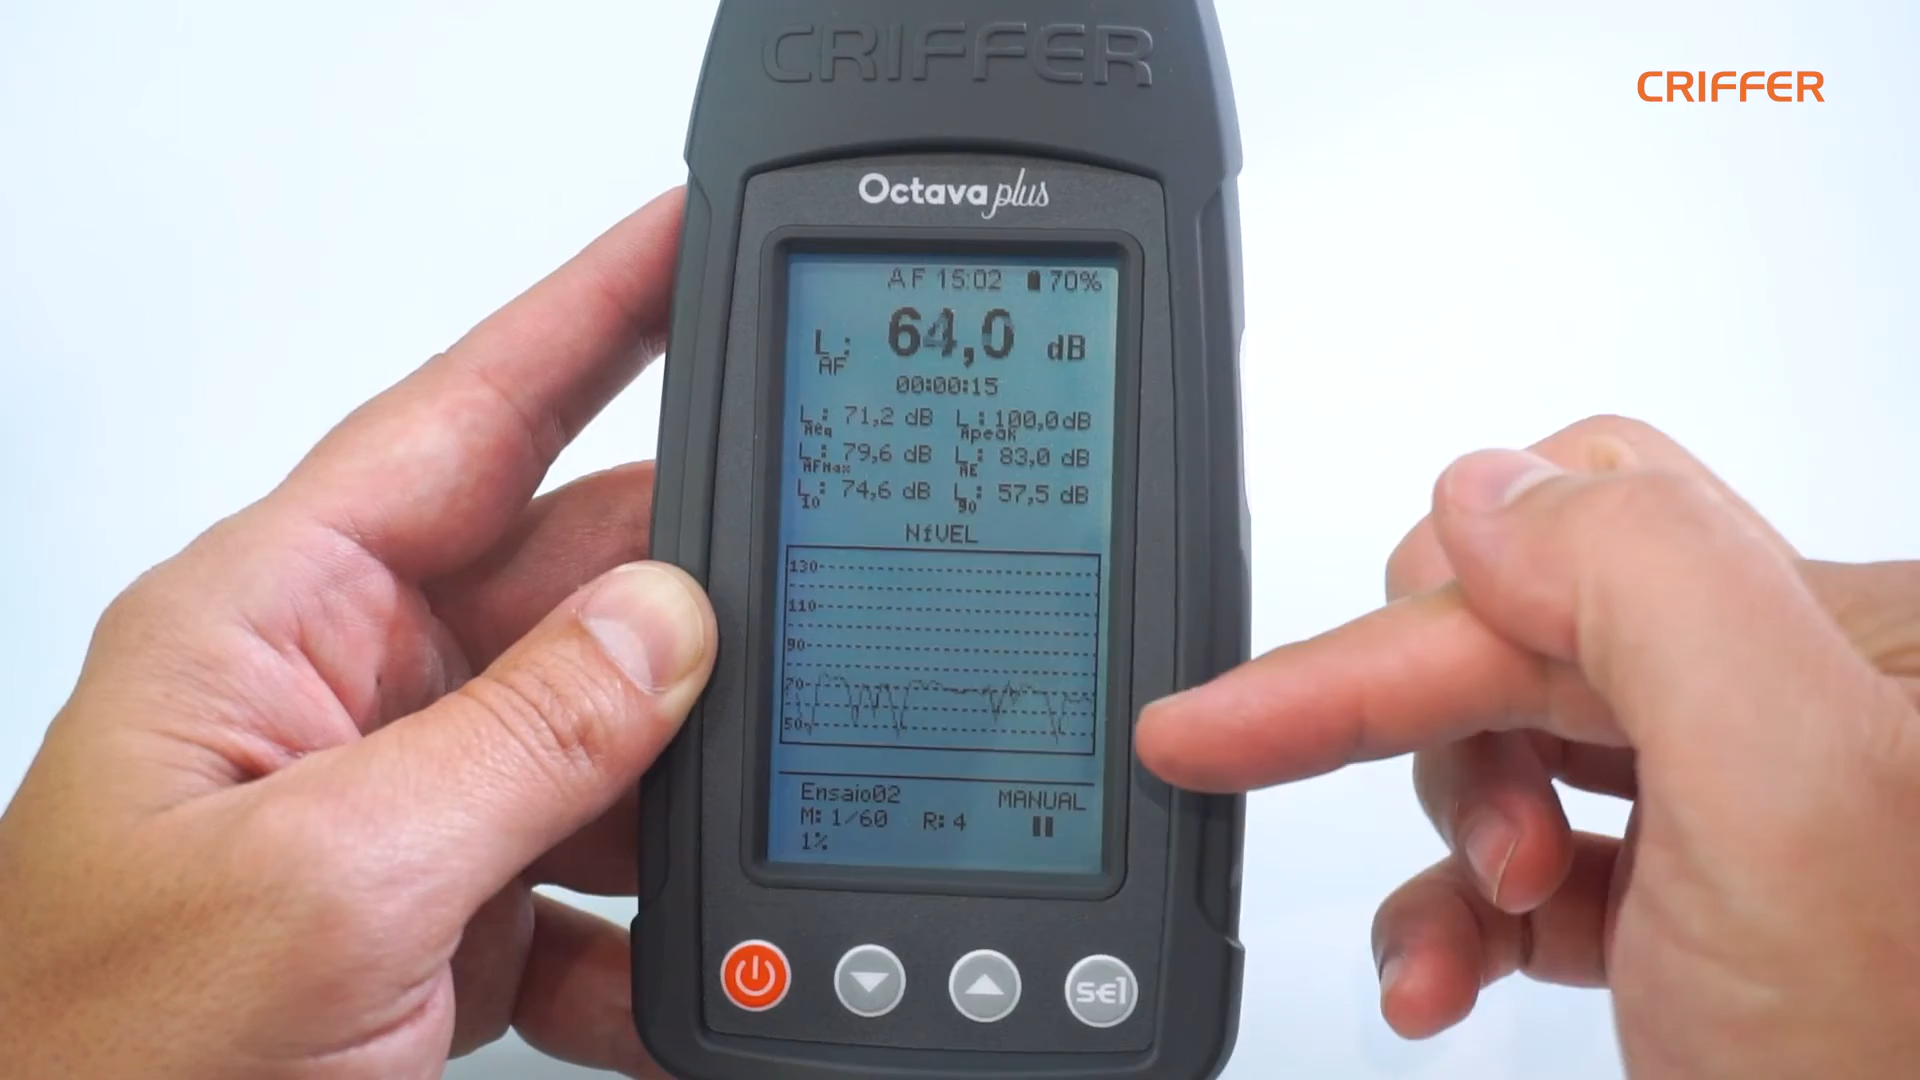 CRIFFER
CRIFFER
Octava plus
AF 15:02 70%
LAF: 64,0 dB
00:00:15
LAeq: 71,2 dB LApeak: 100,0 dB
LAFMax: 79,6 dB LAE: 83,0 dB
L10: 74,6 dB L90: 57,5 dB
NíVEL
130
110
90
70
50
Ensaio02 MANUAL
M: 1/60 R: 4
1%
sel